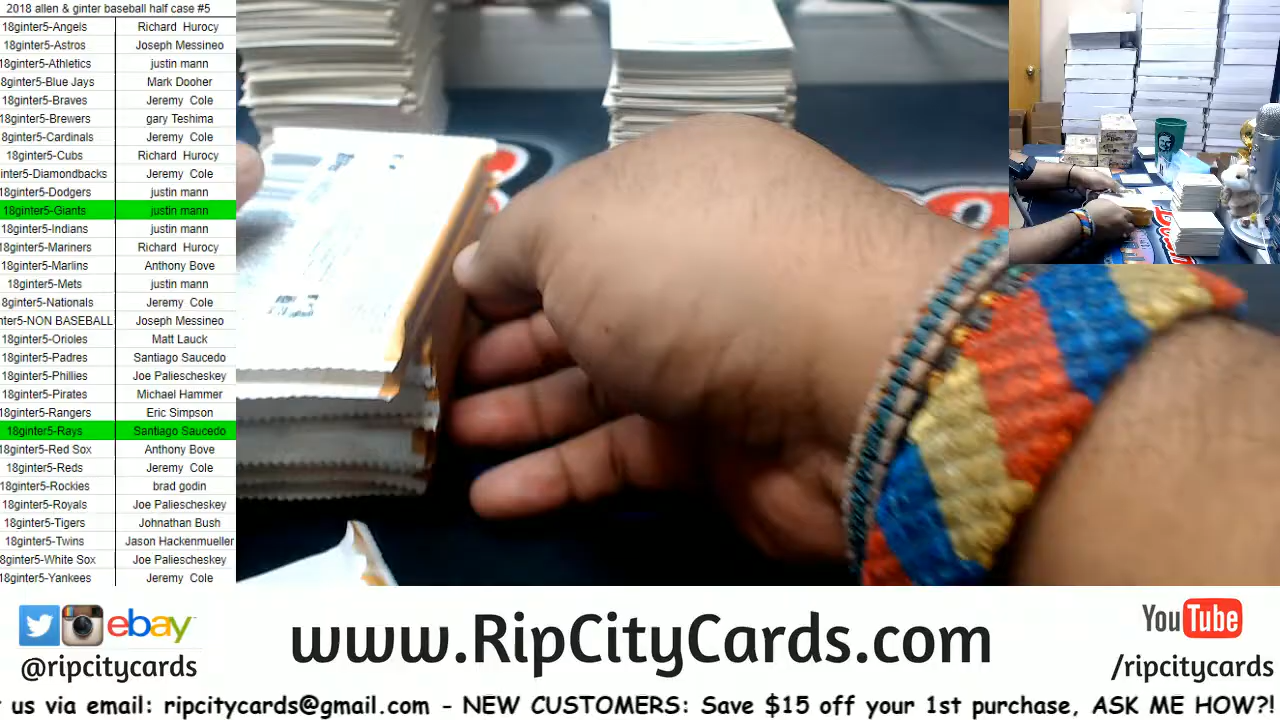 2018 allen & ginter baseball half case #5
18ginter5-Angels Richard Hurocy
18ginter5-Astros Joseph Messineo
18ginter5-Athletics justin mann
8ginter5-Blue Jays Mark Dooher
18ginter5-Braves Jeremy Cole
18ginter5-Brewers gary Teshima
8ginter5-Cardinals Jeremy Cole
18ginter5-Cubs Richard Hurocy
inter5-Diamondbacks Jeremy Cole
18ginter5-Dodgers justin mann
18ginter5-Giants justin mann
18ginter5-Indians justin mann
18ginter5-Mariners Richard Hurocy
18ginter5-Marlins Anthony Bove
18ginter5-Mets justin mann
8ginter5-Nationals Jeremy Cole
nter5-NON BASEBALL Joseph Messineo
18ginter5-Orioles Matt Lauck
18ginter5-Padres Santiago Saucedo
18ginter5-Phillies Joe Paliescheskey
18ginter5-Pirates Michael Hammer
18ginter5-Rangers Eric Simpson
18ginter5-Rays Santiago Saucedo
18ginter5-Red Sox Anthony Bove
18ginter5-Reds Jeremy Cole
18ginter5-Rockies brad godin
18ginter5-Royals Joe Paliescheskey
18ginter5-Tigers Johnathan Bush
18ginter5-Twins Jason Hackenmueller
8ginter5-White Sox Joe Paliescheskey
18ginter5-Yankees Jeremy Cole
ebay
@ripcitycards
www.RipCityCards.com
YouTube
/ripcitycards
r us via email: ripcitycards@gmail.com - NEW CUSTOMERS: Save $15 off your 1st purchase, ASK ME HOW?!